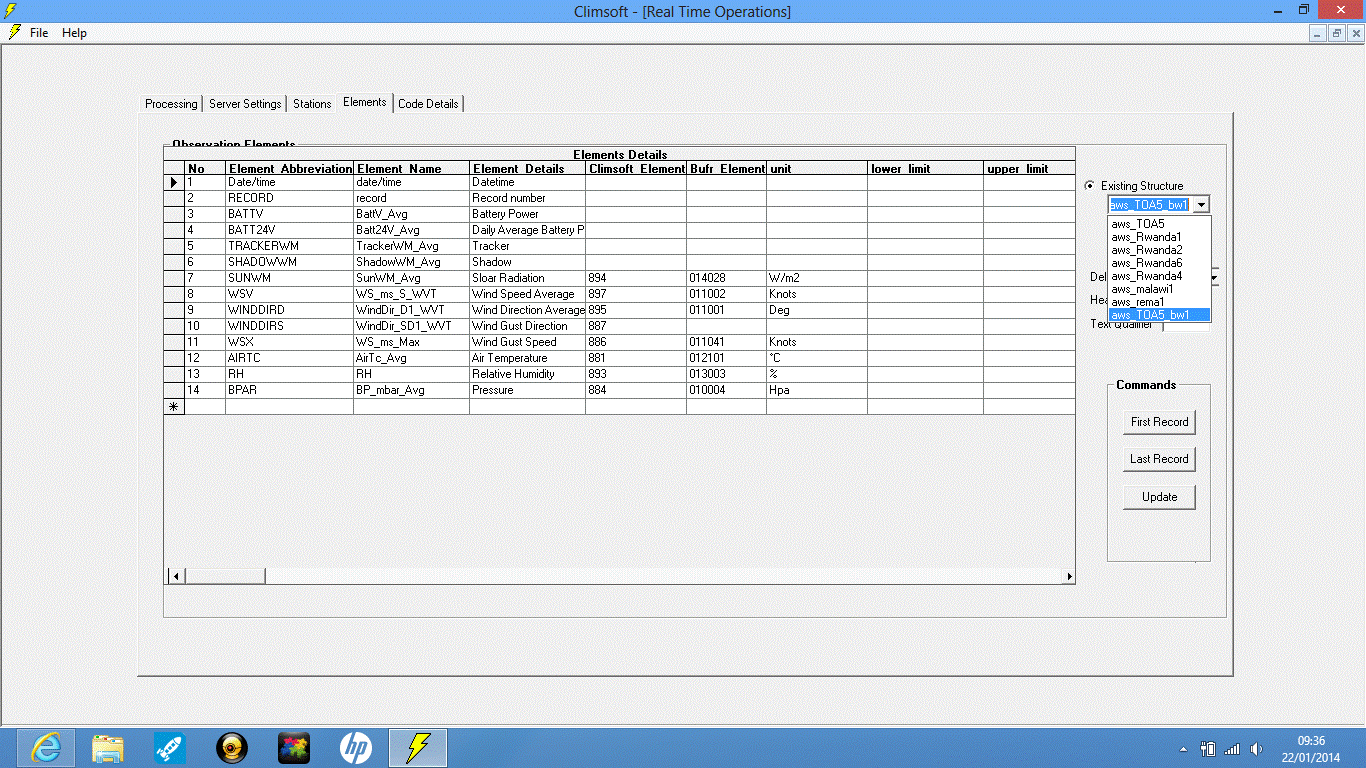 Climsoft - [Real Time Operations]
File Help
Processing Server Settings Stations Elements Code Details
Observation Elements
Elements Details
No Element_Abbreviation Element_Name Element_Details Climsoft_Element Bufr_Element unit lower_limit upper_limit
1 Date/time date/time Datetime
2 RECORD record Record number
3 BATTV BattV_Avg Battery Power
4 BATT24V Batt24V_Avg Daily Average Battery P
5 TRACKERWM TrackerWM_Avg Tracker
6 SHADOWWM ShadowWM_Avg Shadow
7 SUNWM SunWM_Avg Sloar Radiation 894 014028 W/m2
8 WSV WS_ms_S_WVT Wind Speed Average 897 011002 Knots
9 WINDDIRD WindDir_D1_WVT Wind Direction Average 895 011001 Deg
10 WINDDIRS WindDir_SD1_WVT Wind Gust Direction 887
11 WSX WS_ms_Max Wind Gust Speed 886 011041 Knots
12 AIRTC AirTc_Avg Air Temperature 881 012101 °C
13 RH RH Relative Humidity 893 013003 %
14 BPAR BP_mbar_Avg Pressure 884 010004 Hpa
Existing Structure
aws_TOA5_bw1
aws_TOA5
aws_Rwanda1
aws_Rwanda2
aws_Rwanda6
aws_Rwanda4
aws_malawi1
aws_rema1
aws_TOA5_bw1
Del
Hea
Text Qualifier
Commands
First Record
Last Record
Update
hp
09:36
22/01/2014